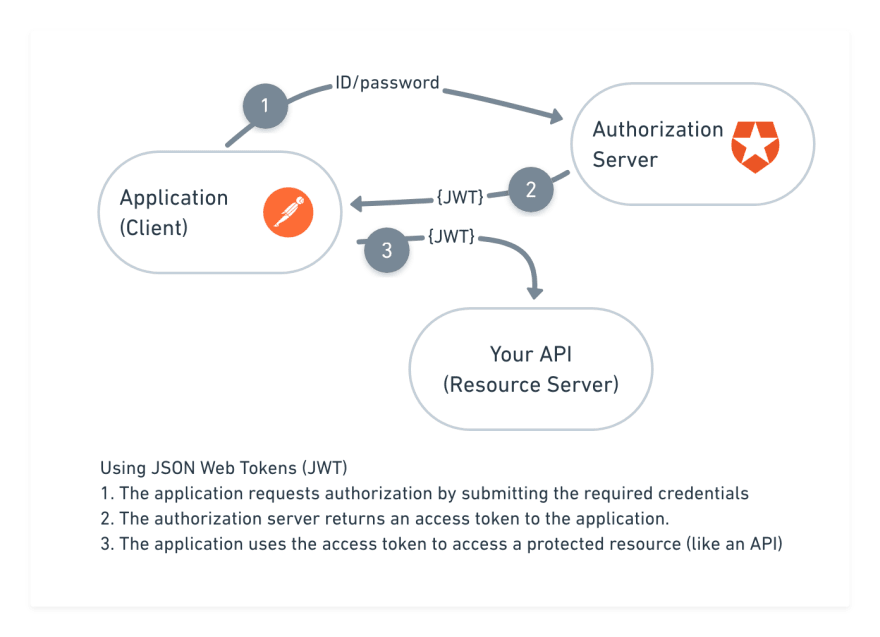 1
ID/password
Authorization
Server
Application
(Client)
{JWT}
2
3
{JWT}
Your API
(Resource Server)
Using JSON Web Tokens (JWT)
1. The application requests authorization by submitting the required credentials
2. The authorization server returns an access token to the application.
3. The application uses the access token to access a protected resource (like an API)